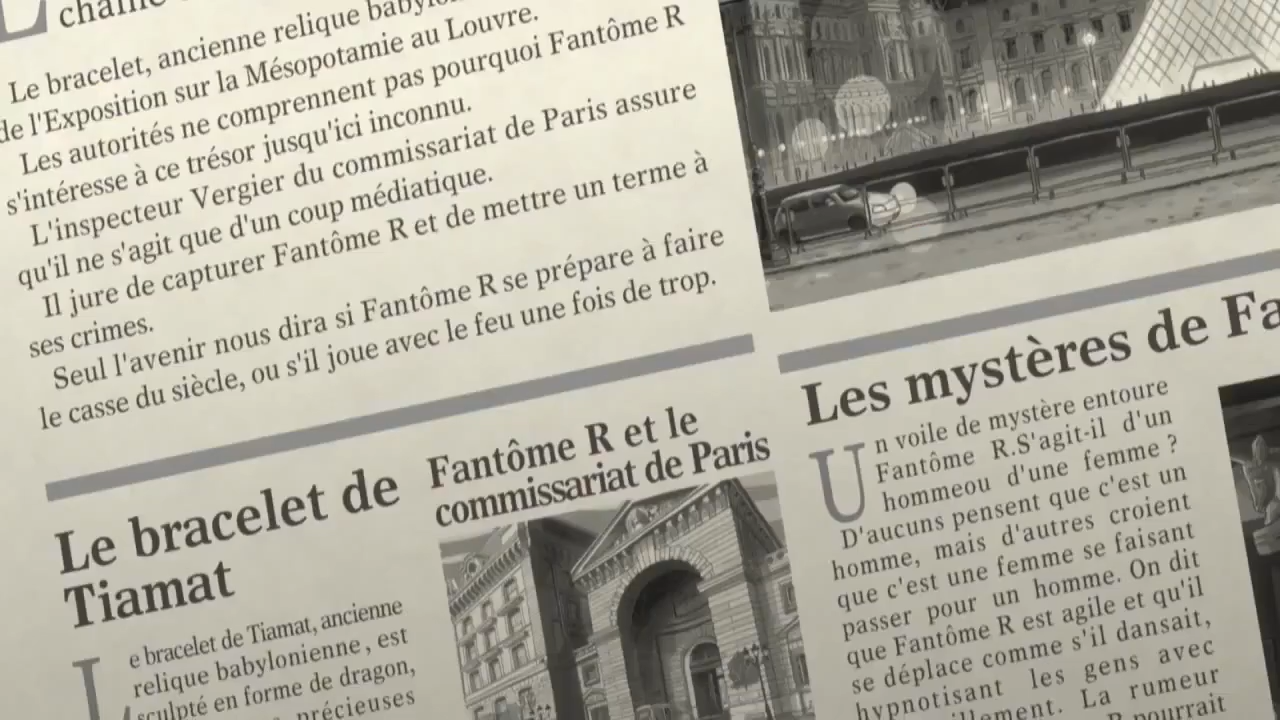 Le bracelet, ancienne relique
de l'Exposition sur la Mésopotamie au Louvre.
Les autorités ne comprennent pas pourquoi Fantôme R
s'intéresse à ce trésor jusqu'ici inconnu.
L'inspecteur Vergier du commissariat de Paris assure
qu'il ne s'agit que d'un coup médiatique.
Il jure de capturer Fantôme R et de mettre un terme à
ses crimes.
Seul l'avenir nous dira si Fantôme R se prépare à faire
le casse du siècle, ou s'il joue avec le feu une fois de trop.
Le bracelet de
Tiamat
Le bracelet de Tiamat, ancienne
relique babylonienne, est
sculpté en forme de dragon,
précieuses
Fantôme R et le
commissariat de Paris
Les mystères de
Un voile de mystère entoure
Fantôme R.S'agit-il d'un
hommeou d'une femme ?
D'aucuns pensent que c'est un
homme, mais d'autres croient
que c'est une femme se faisant
passer pour un homme. On dit
que Fantôme R est agile et qu'il
se déplace comme s'il dansait,
hypnotisant les gens avec
La rumeur
pourrait